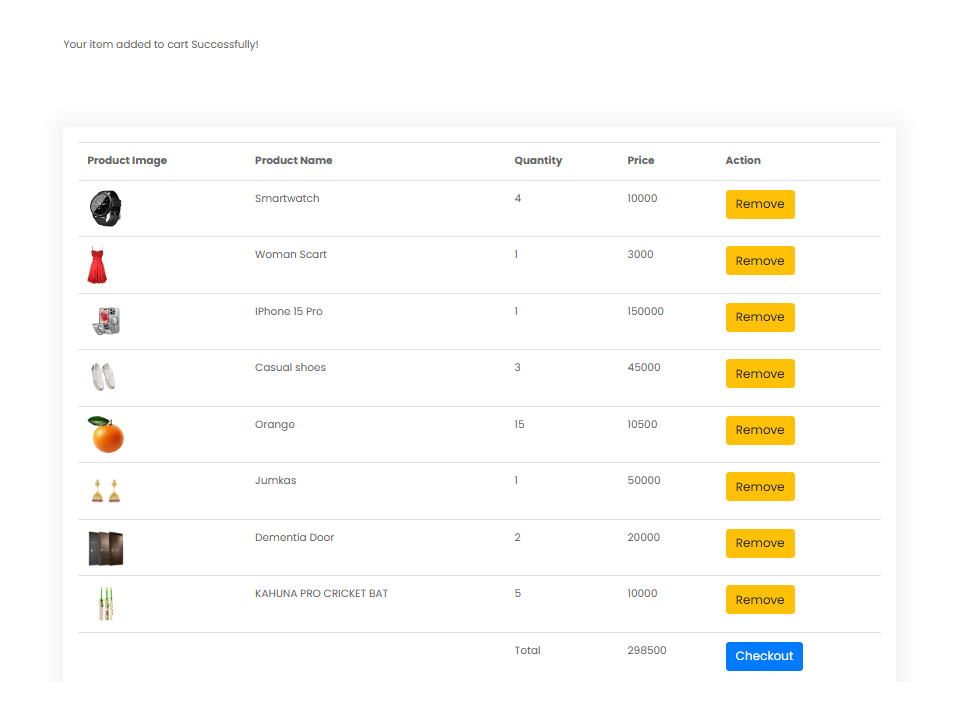 Your item added to cart Successfully!
Product Image Product Name Quantity Price Action
Smartwatch 4 10000 Remove
Woman Scart 1 3000 Remove
IPhone 15 Pro 1 150000 Remove
Casual shoes 3 45000 Remove
Orange 15 10500 Remove
Jumkas 1 50000 Remove
Dementia Door 2 20000 Remove
KAHUNA PRO CRICKET BAT 5 10000 Remove
Total 298500 Checkout